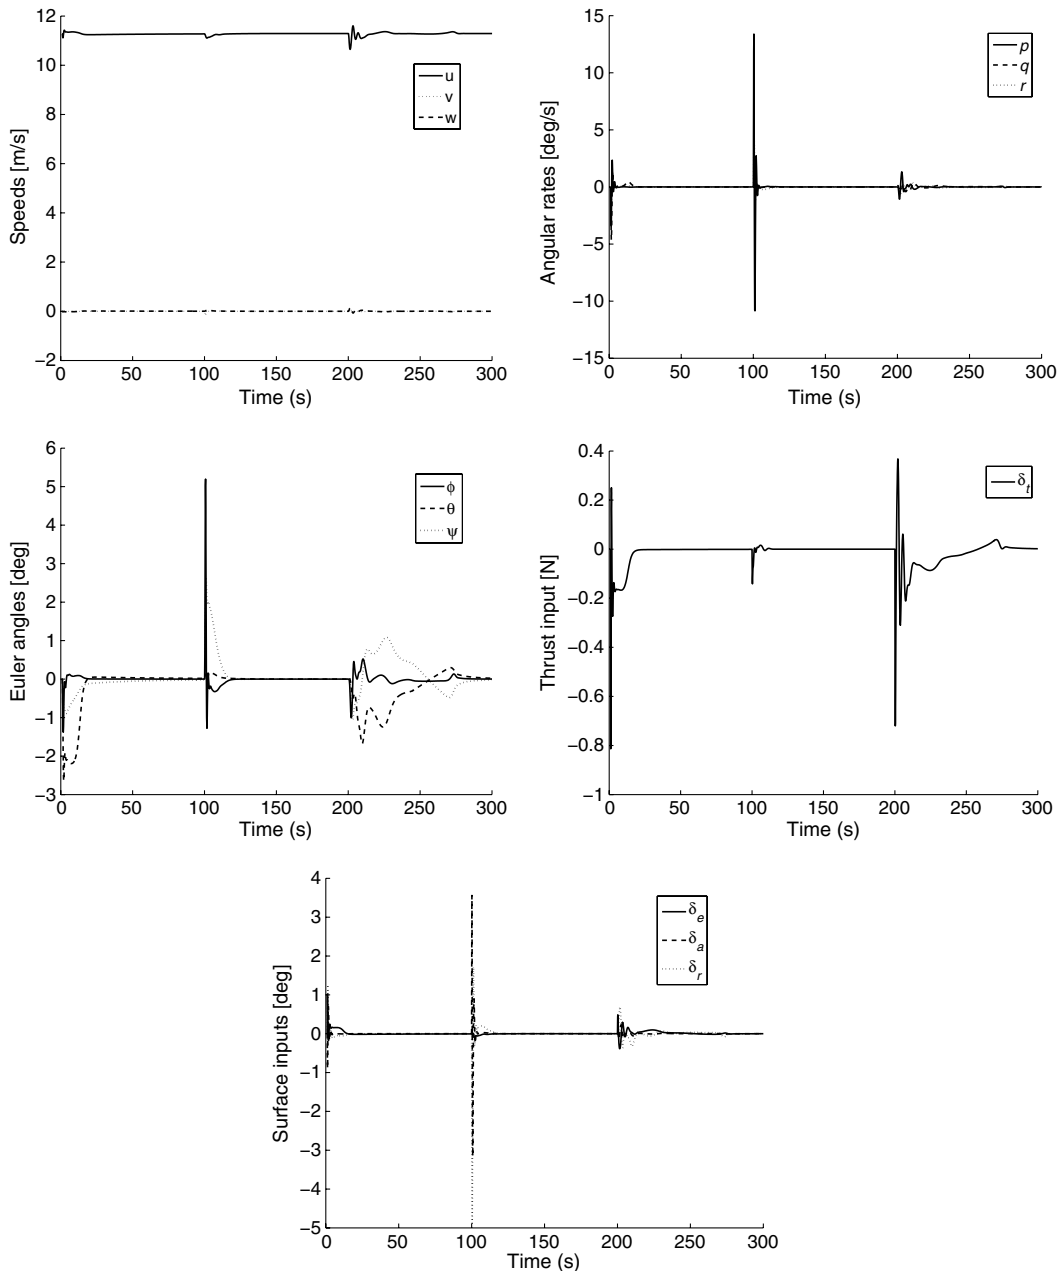 12
10
8
6
4
2
0
−2
Speeds [m/s]
u
v
w
0 50 100 150 200 250 300
Time (s)
15
10
5
0
−5
−10
−15
Angular rates [deg/s]
p
q
r
0 50 100 150 200 250 300
Time (s)
6
5
4
3
2
1
0
−1
−2
−3
Euler angles [deg]
ϕ
θ
ψ
0 50 100 150 200 250 300
Time (s)
0.4
0.2
0
−0.2
−0.4
−0.6
−0.8
−1
Thrust input [N]
δt
0 50 100 150 200 250 300
Time (s)
4
3
2
1
0
−1
−2
−3
−4
−5
Surface inputs [deg]
δe
δa
δr
0 50 100 150 200 250 300
Time (s)